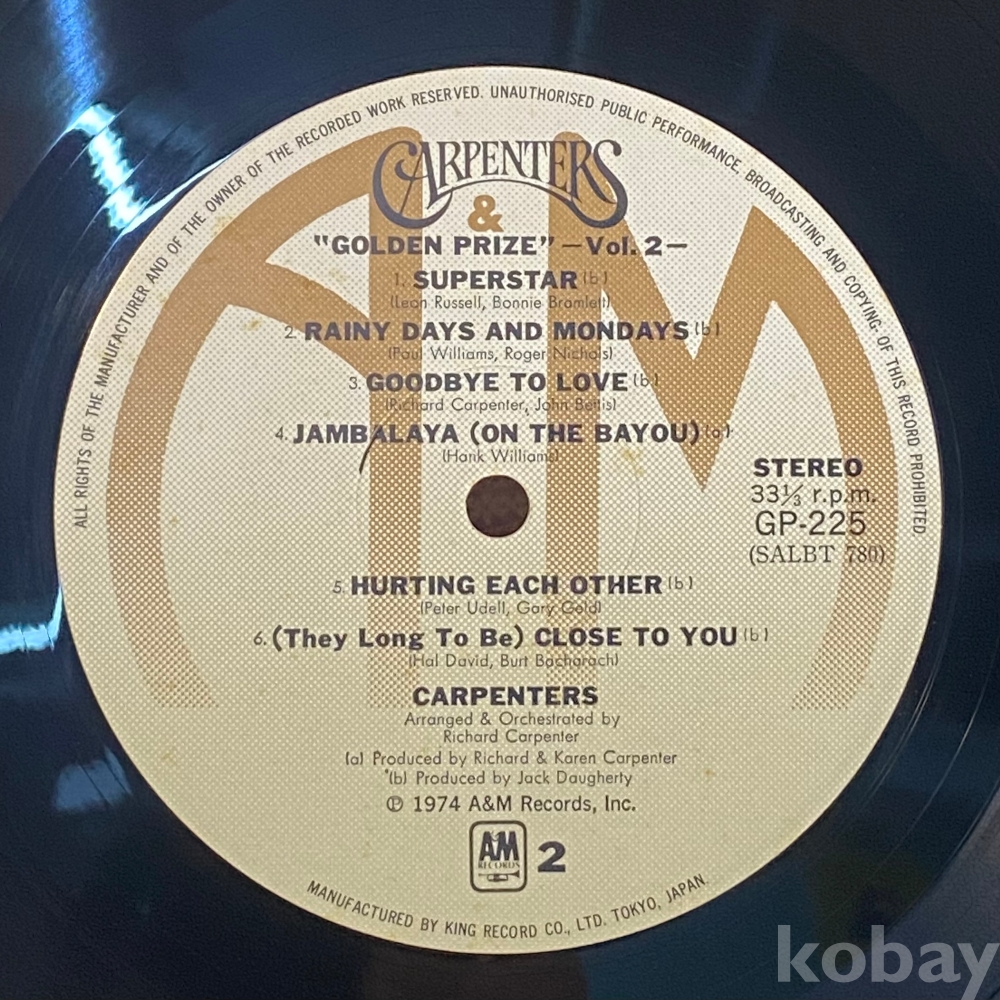 ALL RIGHTS OF THE MANUFACTURER AND OF THE OWNER OF THE RECORDED WORK RESERVED. UNAUTHORISED PUBLIC PERFORMANCE, BROADCASTING AND COPYING OF THIS RECORD PROHIBITED.
CARPENTERS
&
"GOLDEN PRIZE" —Vol. 2—
1. SUPERSTAR (b)
(Leon Russell, Bonnie Bramlett)
2. RAINY DAYS AND MONDAYS (b)
(Paul Williams, Roger Nichols)
3. GOODBYE TO LOVE (b)
(Richard Carpenter, John Bettis)
4. JAMBALAYA (ON THE BAYOU) (a)
(Hank Williams)
STEREO
33⅓ r.p.m.
GP-225
(SALBT 780)
5. HURTING EACH OTHER (b)
(Peter Udell, Gary Geld)
6. (They Long To Be) CLOSE TO YOU (b)
(Hal David, Burt Bacharach)
CARPENTERS
Arranged & Orchestrated by
Richard Carpenter
(a) Produced by Richard & Karen Carpenter
*(b) Produced by Jack Daugherty
℗ 1974 A&M Records, Inc.
A&M
RECORDS
2
MANUFACTURED BY KING RECORD CO., LTD. TOKYO, JAPAN.
kobay